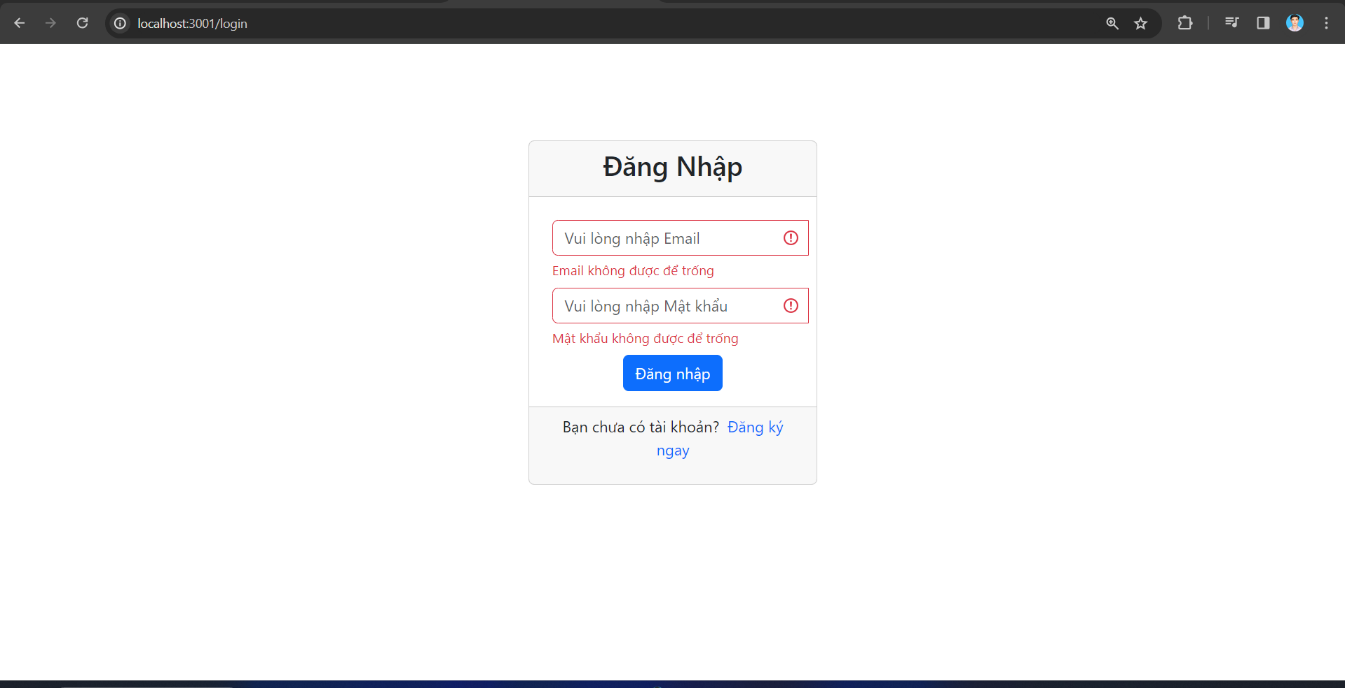 localhost:3001/login
Đăng Nhập
Vui lòng nhập Email
Email không được để trống
Vui lòng nhập Mật khẩu
Mật khẩu không được để trống
Đăng nhập
Bạn chưa có tài khoản? Đăng ký
ngay